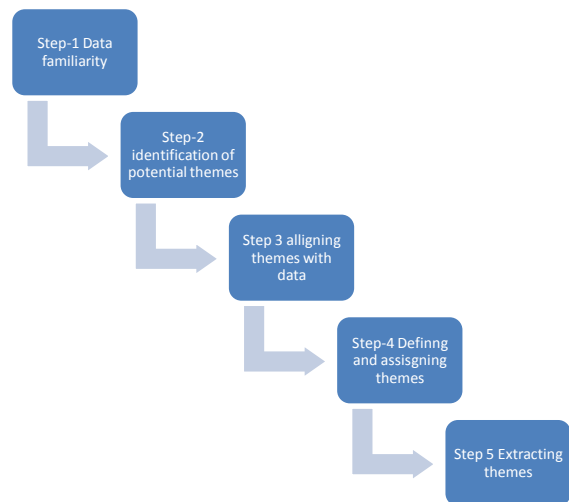 Step-1 Data
familiarity
Step-2
identification of
potential themes
Step 3 alligning
themes with
data
Step-4 Definng
and assisgning
themes
Step 5 Extracting
themes